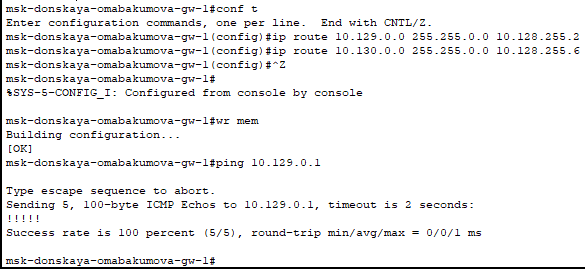 msk-donskaya-omabakumova-gw-1#conf t
Enter configuration commands, one per line.  End with CNTL/Z.
msk-donskaya-omabakumova-gw-1(config)#ip route 10.129.0.0 255.255.0.0 10.128.255.2
msk-donskaya-omabakumova-gw-1(config)#ip route 10.130.0.0 255.255.0.0 10.128.255.6
msk-donskaya-omabakumova-gw-1(config)#^Z
msk-donskaya-omabakumova-gw-1#
%SYS-5-CONFIG_I: Configured from console by console

msk-donskaya-omabakumova-gw-1#wr mem
Building configuration...
[OK]
msk-donskaya-omabakumova-gw-1#ping 10.129.0.1

Type escape sequence to abort.
Sending 5, 100-byte ICMP Echos to 10.129.0.1, timeout is 2 seconds:
!!!!!
Success rate is 100 percent (5/5), round-trip min/avg/max = 0/0/1 ms

msk-donskaya-omabakumova-gw-1#